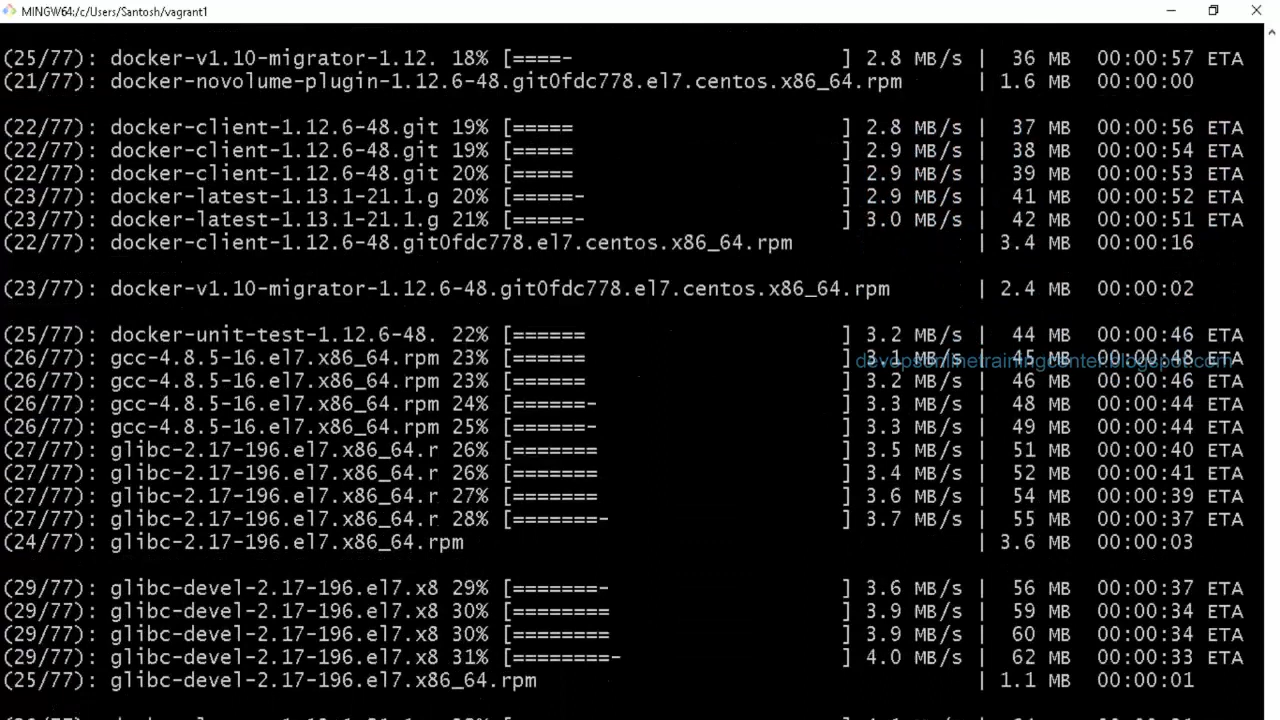 MINGW64:/c/Users/Santosh/vagrant1
(25/77): docker-v1.10-migrator-1.12. 18% [====- ] 2.8 MB/s | 36 MB 00:00:57 ETA
(21/77): docker-novolume-plugin-1.12.6-48.git0fdc778.el7.centos.x86_64.rpm | 1.6 MB 00:00:00
(22/77): docker-client-1.12.6-48.git 19% [===== ] 2.8 MB/s | 37 MB 00:00:56 ETA
(22/77): docker-client-1.12.6-48.git 19% [===== ] 2.9 MB/s | 38 MB 00:00:54 ETA
(22/77): docker-client-1.12.6-48.git 20% [===== ] 2.9 MB/s | 39 MB 00:00:53 ETA
(23/77): docker-latest-1.13.1-21.1.g 20% [=====- ] 2.9 MB/s | 41 MB 00:00:52 ETA
(23/77): docker-latest-1.13.1-21.1.g 21% [=====- ] 3.0 MB/s | 42 MB 00:00:51 ETA
(22/77): docker-client-1.12.6-48.git0fdc778.el7.centos.x86_64.rpm | 3.4 MB 00:00:16
(23/77): docker-v1.10-migrator-1.12.6-48.git0fdc778.el7.centos.x86_64.rpm | 2.4 MB 00:00:02
(25/77): docker-unit-test-1.12.6-48. 22% [====== ] 3.2 MB/s | 44 MB 00:00:46 ETA
(26/77): gcc-4.8.5-16.el7.x86_64.rpm 23% [====== ] 3.1 MB/s | 45 MB 00:00:48 ETA
devopsonlinetrainingcenter.blogspot.com
(26/77): gcc-4.8.5-16.el7.x86_64.rpm 23% [====== ] 3.2 MB/s | 46 MB 00:00:46 ETA
(26/77): gcc-4.8.5-16.el7.x86_64.rpm 24% [======- ] 3.3 MB/s | 48 MB 00:00:44 ETA
(26/77): gcc-4.8.5-16.el7.x86_64.rpm 25% [======- ] 3.3 MB/s | 49 MB 00:00:44 ETA
(27/77): glibc-2.17-196.el7.x86_64.r 26% [======= ] 3.5 MB/s | 51 MB 00:00:40 ETA
(27/77): glibc-2.17-196.el7.x86_64.r 26% [======= ] 3.4 MB/s | 52 MB 00:00:41 ETA
(27/77): glibc-2.17-196.el7.x86_64.r 27% [======= ] 3.6 MB/s | 54 MB 00:00:39 ETA
(27/77): glibc-2.17-196.el7.x86_64.r 28% [=======- ] 3.7 MB/s | 55 MB 00:00:37 ETA
(24/77): glibc-2.17-196.el7.x86_64.rpm | 3.6 MB 00:00:03
(29/77): glibc-devel-2.17-196.el7.x8 29% [=======- ] 3.6 MB/s | 56 MB 00:00:37 ETA
(29/77): glibc-devel-2.17-196.el7.x8 30% [======== ] 3.9 MB/s | 59 MB 00:00:34 ETA
(29/77): glibc-devel-2.17-196.el7.x8 30% [======== ] 3.9 MB/s | 60 MB 00:00:34 ETA
(29/77): glibc-devel-2.17-196.el7.x8 31% [========- ] 4.0 MB/s | 62 MB 00:00:33 ETA
(25/77): glibc-devel-2.17-196.el7.x86_64.rpm | 1.1 MB 00:00:01